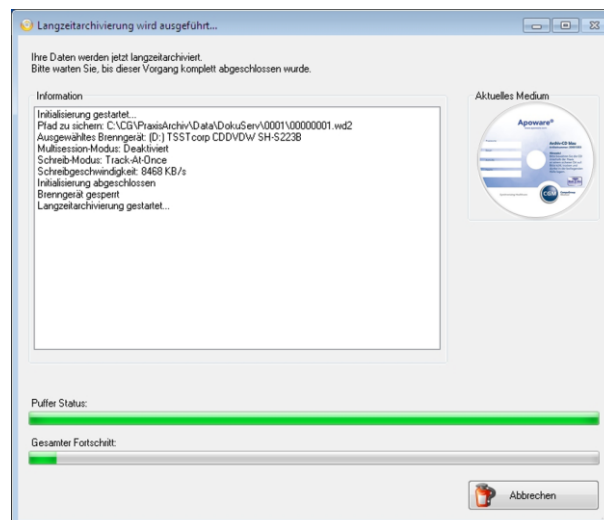 Langzeitarchivierung wird ausgeführt...
Ihre Daten werden jetzt langzeitarchiviert.
Bitte warten Sie, bis dieser Vorgang komplett abgeschlossen wurde.
Information
Initialisierung gestartet...
Pfad zu sichern: C:\CG\PraxisArchiv\Data\DokuServ\0001\00000001.wd2
Ausgewähltes Brenngerät: (D:) TSSTcorp CDDVDW SH-S223B
Multisession-Modus: Deaktiviert
Schreib-Modus: Track-At-Once
Schreibgeschwindigkeit: 8468 KB/s
Initialisierung abgeschlossen
Brenngerät gesperrt
Langzeitarchivierung gestartet...
Aktuelles Medium
Apoware®
CGM
Puffer Status:
Gesamter Fortschritt:
Abbrechen